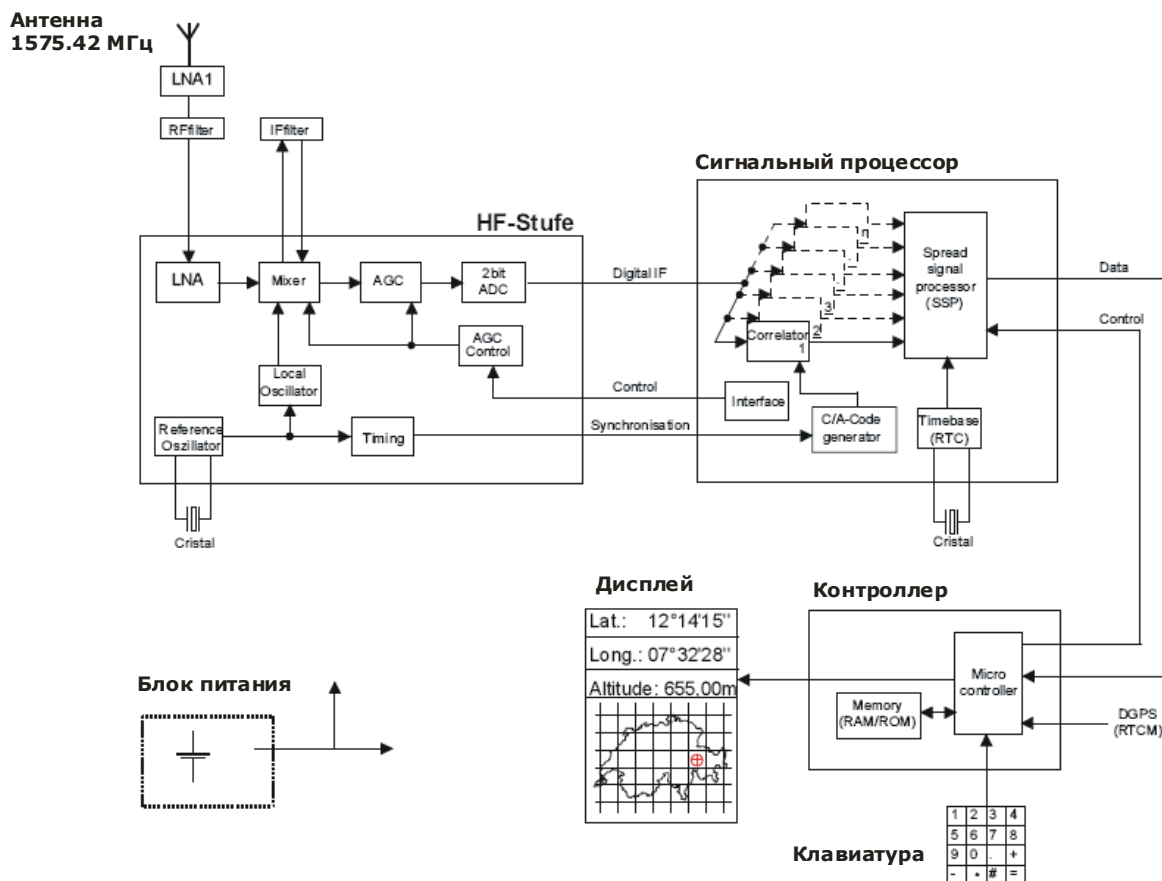 Антенна
1575.42 МГц
LNA1
RFfilter
IFfilter
Сигнальный процессор
HF-Stufe
LNA
Mixer
AGC
2bit
ADC
Digital IF
n
3
2
Correlator
1
Spread
signal
processor
(SSP)
Data
Control
AGC
Control
Local
Oscillator
Control
Interface
Reference
Oszillator
Timing
Synchronisation
C/A-Code
generator
Timebase
(RTC)
Cristal
Cristal
Дисплей
Lat.: 12°14'15"
Long.: 07°32'28"
Altitude: 655.00m
Контроллер
Micro
controller
Memory
(RAM/ROM)
DGPS
(RTCM)
Блок питания
Клавиатура
1 2 3 4
5 6 7 8
9 0 . +
- * # =